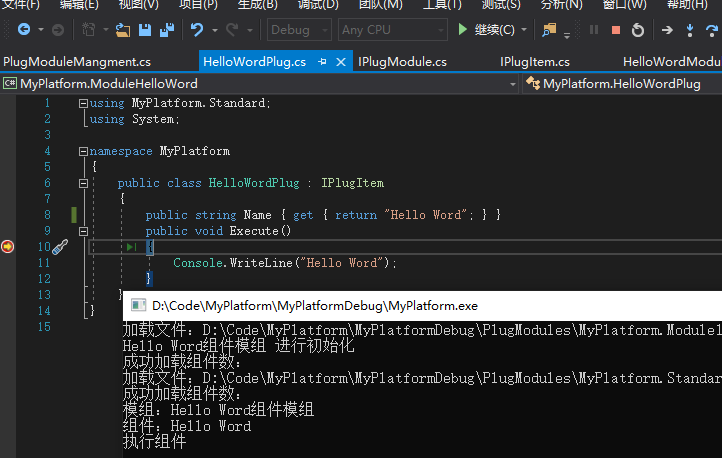 文件(F) 编辑(E) 视图(V) 项目(P) 生成(B) 调试(D) 团队(M) 工具(T) 测试(S) 分析(N) 窗口(W) 帮助(H)
Debug Any CPU 继续(C)
PlugModuleMangment.cs HelloWordPlug.cs IPlugModule.cs IPlugItem.cs HelloWordModu
C# MyPlatform.ModuleHelloWord MyPlatform.HelloWordPlug
1 using MyPlatform.Standard;
2 using System;
3
4 namespace MyPlatform
5 {
6 public class HelloWordPlug : IPlugItem
7 {
8 public string Name { get { return "Hello Word"; } }
9 public void Execute()
10 {
11 Console.WriteLine("Hello Word");
12 }
13 }
14 }
15
D:\Code\MyPlatform\MyPlatformDebug\MyPlatform.exe
加载文件: D:\Code\MyPlatform\MyPlatformDebug\PlugModules\MyPlatform.Module
Hello Word组件模组 进行初始化
成功加载组件数:
加载文件: D:\Code\MyPlatform\MyPlatformDebug\PlugModules\MyPlatform.Standar
成功加载组件数:
模组: Hello Word组件模组
组件: Hello Word
执行组件